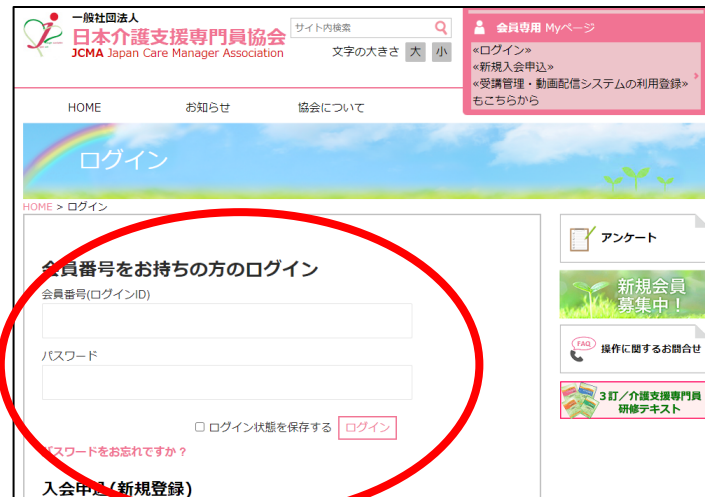 一般社団法人
日本介護支援専門員協会
JCMA Japan Care Manager Association
サイト内検索
文字の大きさ 大 小
会員専用 Myページ
«ログイン»
«新規入会申込»
«受講管理・動画配信システムの利用登録»
もこちらから
HOME お知らせ 協会について
ログイン
HOME > ログイン
会員番号をお持ちの方のログイン
会員番号(ログインID)
パスワード
ログイン状態を保存する ログイン
パスワードをお忘れですか？
入会申込(新規登録)
アンケート
新規会員
募集中！
FAQ
操作に関するお問合せ
3訂／介護支援専門員
研修テキスト